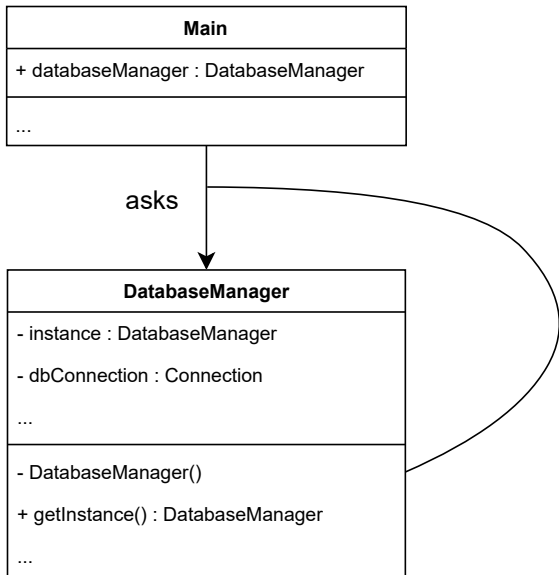 Main
+ databaseManager : DatabaseManager
...
asks
DatabaseManager
- instance : DatabaseManager
- dbConnection : Connection
...
- DatabaseManager()
+ getInstance() : DatabaseManager
...